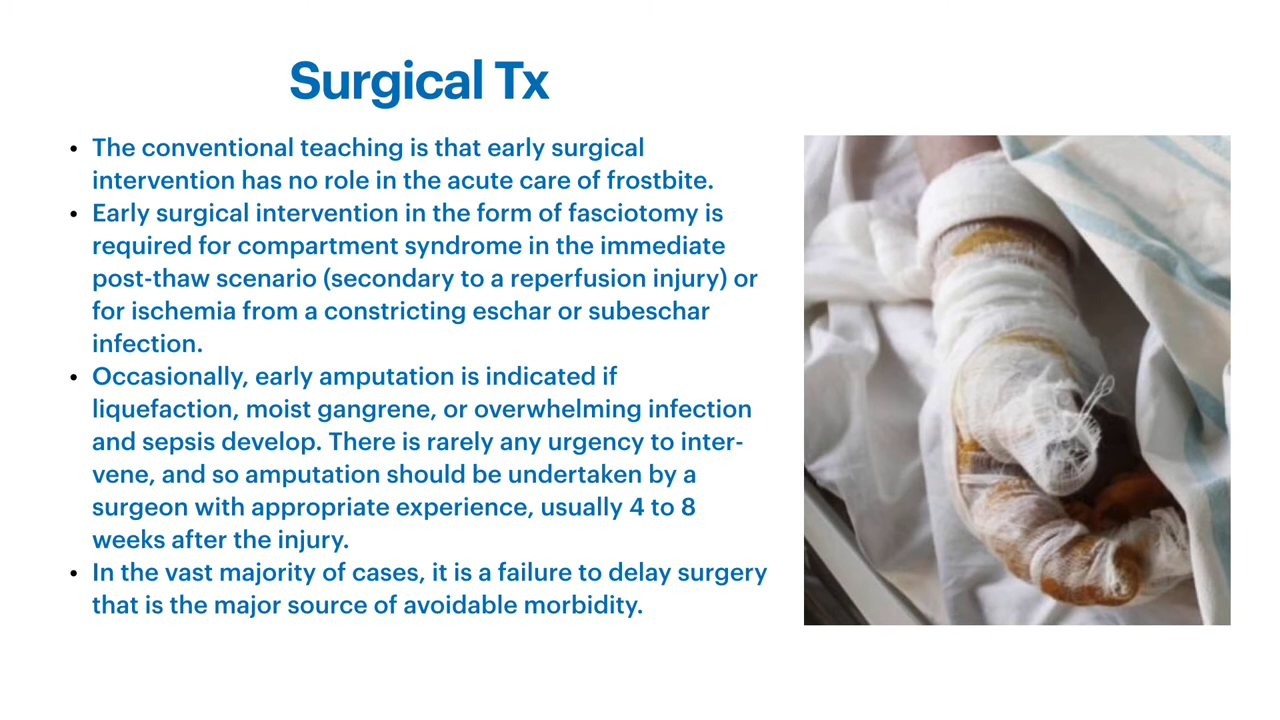 Surgical Tx
• The conventional teaching is that early surgical
intervention has no role in the acute care of frostbite.
• Early surgical intervention in the form of fasciotomy is
required for compartment syndrome in the immediate
post-thaw scenario (secondary to a reperfusion injury) or
for ischemia from a constricting eschar or subeschar
infection.
• Occasionally, early amputation is indicated if
liquefaction, moist gangrene, or overwhelming infection
and sepsis develop. There is rarely any urgency to inter-
vene, and so amputation should be undertaken by a
surgeon with appropriate experience, usually 4 to 8
weeks after the injury.
• In the vast majority of cases, it is a failure to delay surgery
that is the major source of avoidable morbidity.